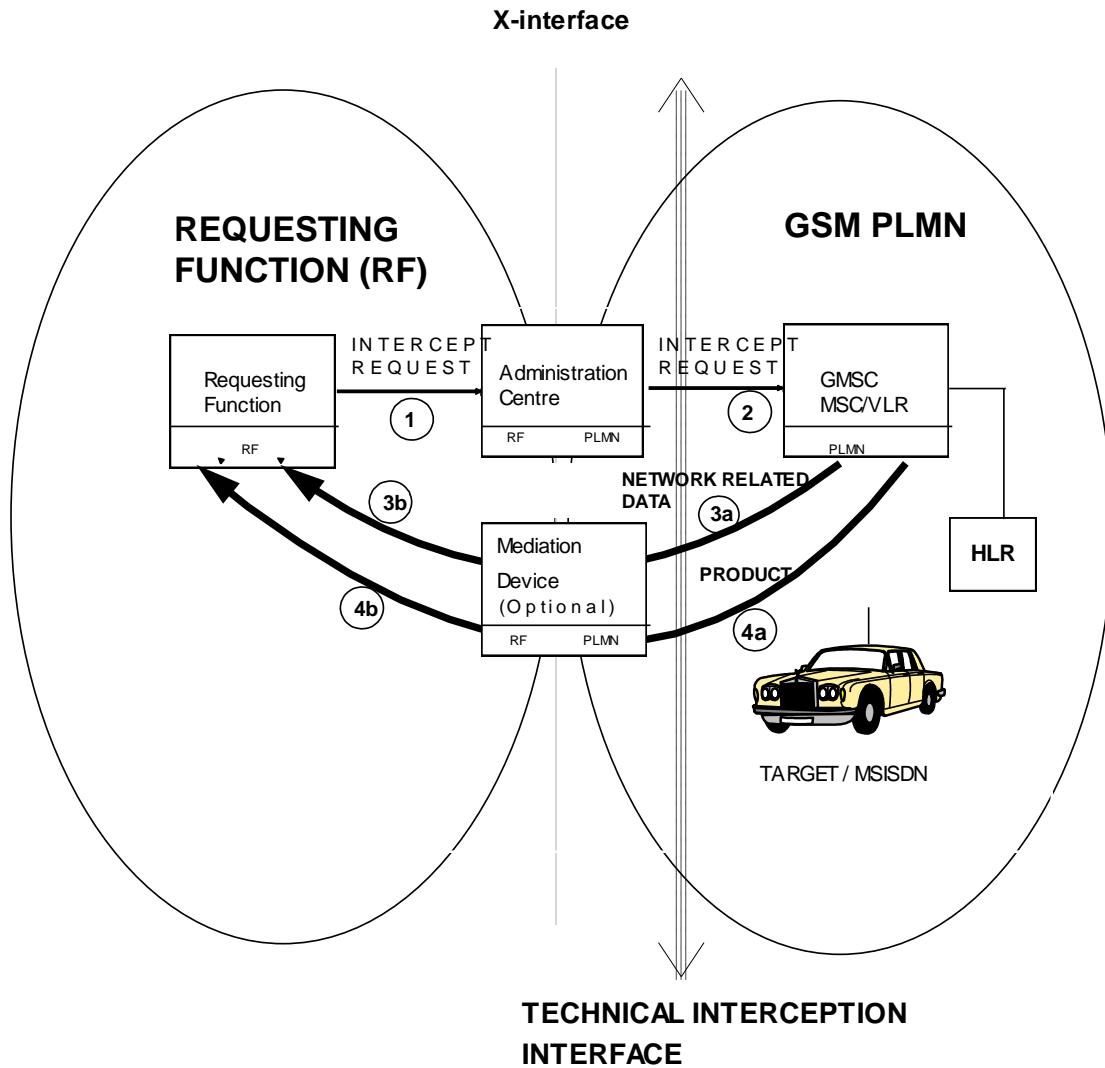 X-interface
REQUESTING
FUNCTION (RF)
GSM PLMN
INTERCEPT
REQUEST
INTERCEPT
REQUEST
Requesting
Function
RF
Administration
Centre
RF PLMN
GMSC
MSC/VLR
PLMN
1
2
NETWORK RELATED
DATA
3b
3a
Mediation
Device
(Optional)
RF PLMN
PRODUCT
HLR
4b
4a
TARGET / MSISDN
TECHNICAL INTERCEPTION
INTERFACE